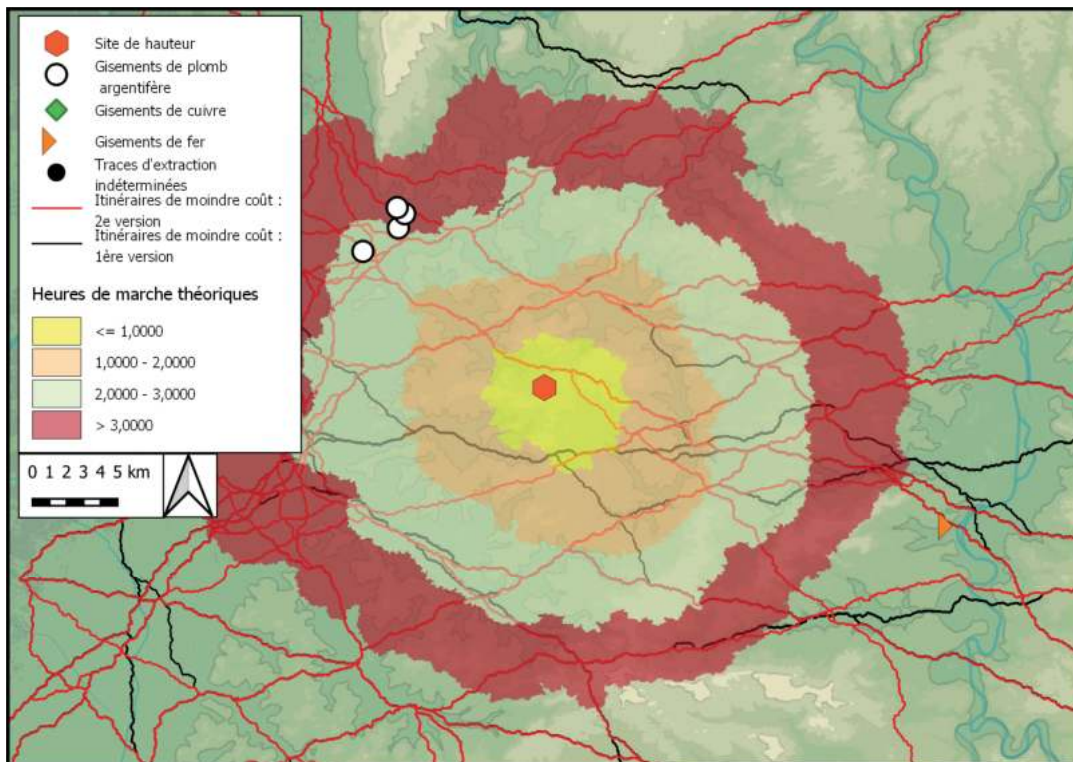 Site de hauteur
Gisements de plomb
argentifère
Gisements de cuivre
Gisements de fer
Traces d'extraction
indéterminées
Itinéraires de moindre coût :
2e version
Itinéraires de moindre coût :
1ère version
Heures de marche théoriques
<= 1,0000
1,0000 - 2,0000
2,0000 - 3,0000
> 3,0000
0 1 2 3 4 5 km